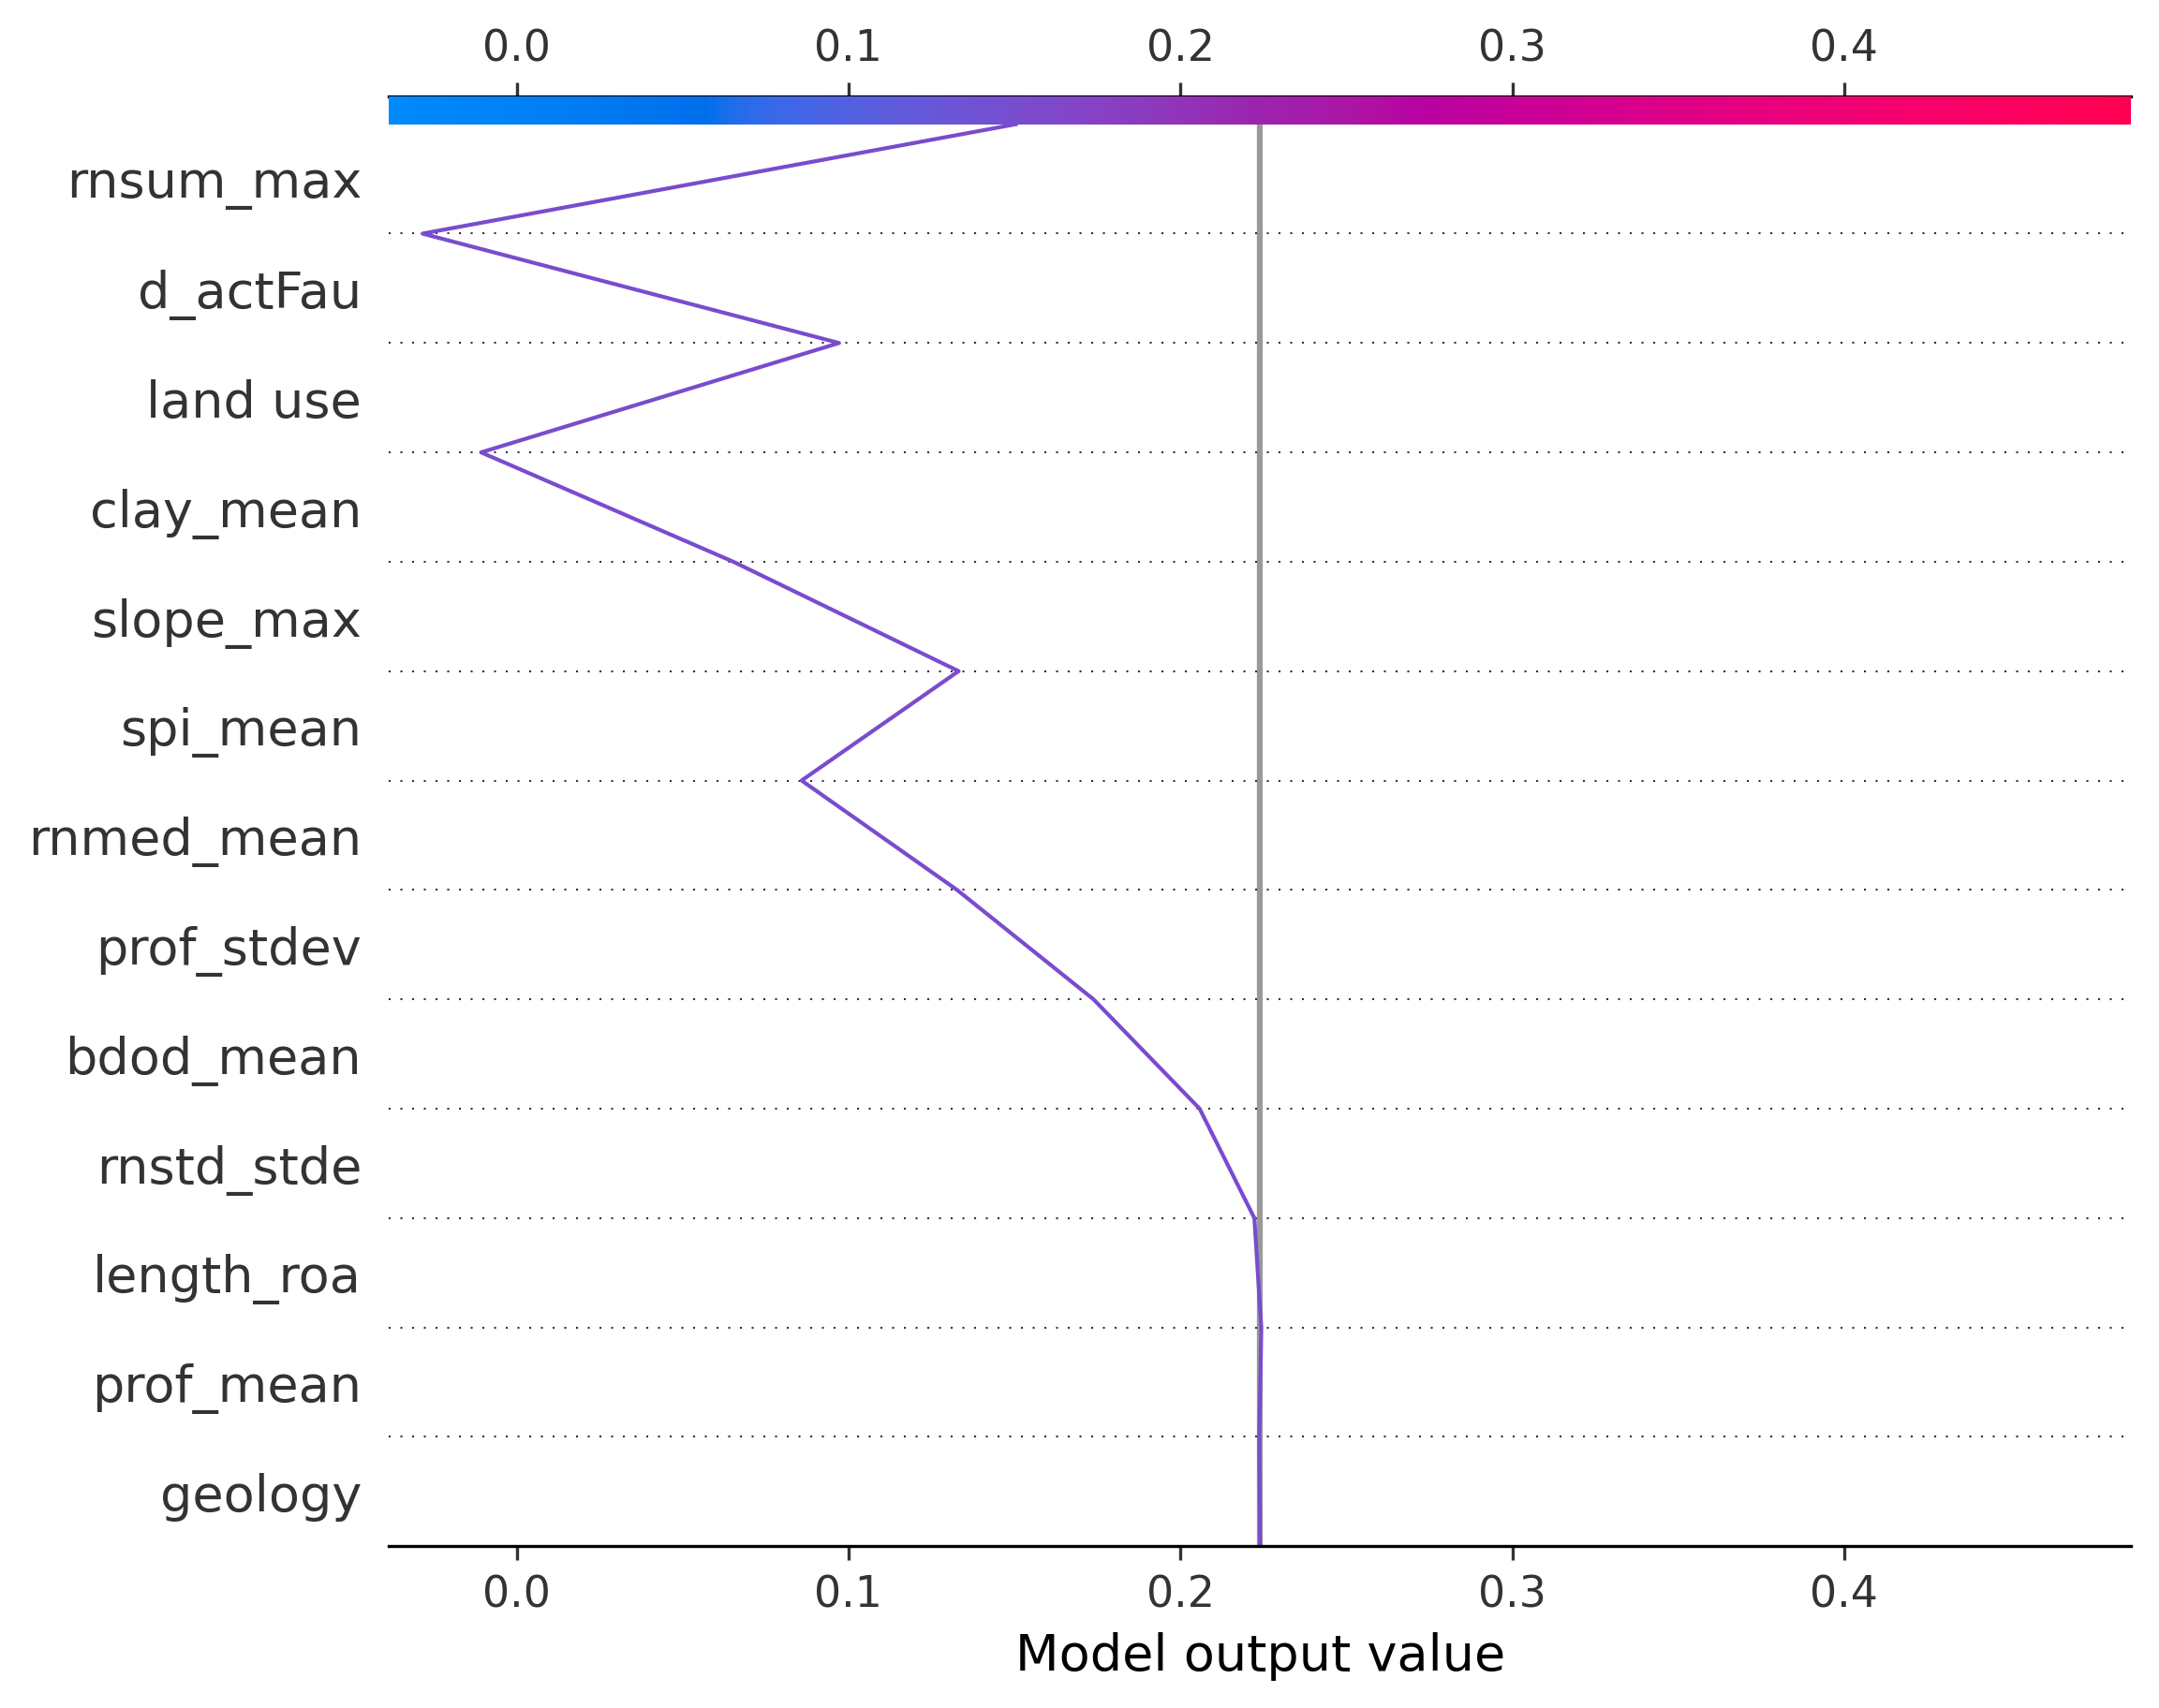 0.0 0.1 0.2 0.3 0.4
rnsum_max
d_actFau
land use
clay_mean
slope_max
spi_mean
rnmed_mean
prof_stdev
bdod_mean
rnstd_stde
length_roa
prof_mean
geology
0.0 0.1 0.2 0.3 0.4
Model output value